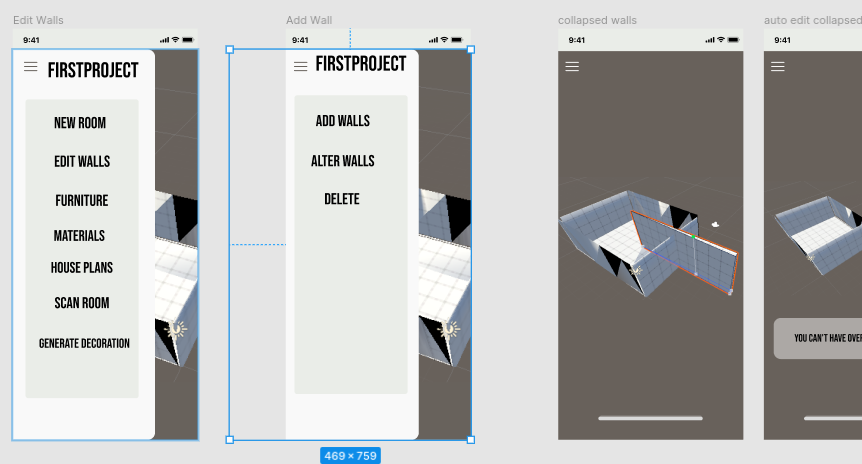 Edit Walls
9:41
FIRSTPROJECT
NEW ROOM
EDIT WALLS
FURNITURE
MATERIALS
HOUSE PLANS
SCAN ROOM
GENERATE DECORATION
Add Wall
9:41
FIRSTPROJECT
ADD WALLS
ALTER WALLS
DELETE
469 × 759
collapsed walls
9:41
auto edit collapsed
9:41
YOU CAN'T HAVE OVER